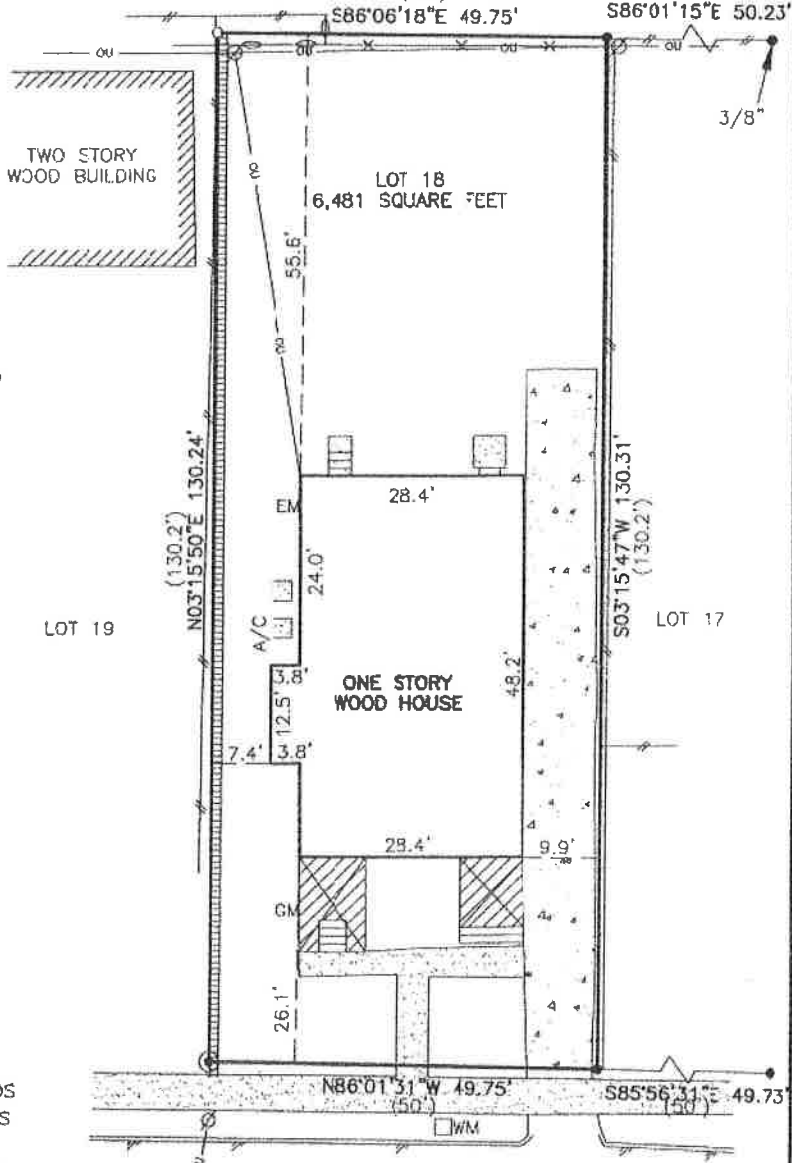 S86°06'18"E 49.75'
S86°01'15"E 50.23'
OU
OU
OU
OU
3/8"
TWO STORY
WOOD BUILDING
LOT 18
6,481 SQUARE FEET
55.6'
N03°15'50"E 130.24'
(130.2')
S03°15'47"W 130.31'
(130.2')
28.4'
EM
24.0'
A/C
LOT 19
LOT 17
3.8'
ONE STORY
WOOD HOUSE
48.2'
12.5'
7.4'
3.8'
28.4'
9.9'
GM
26.1'
N86°01'31"W 49.75'
(50')
S85°56'31"E 49.73'
(50')
WM